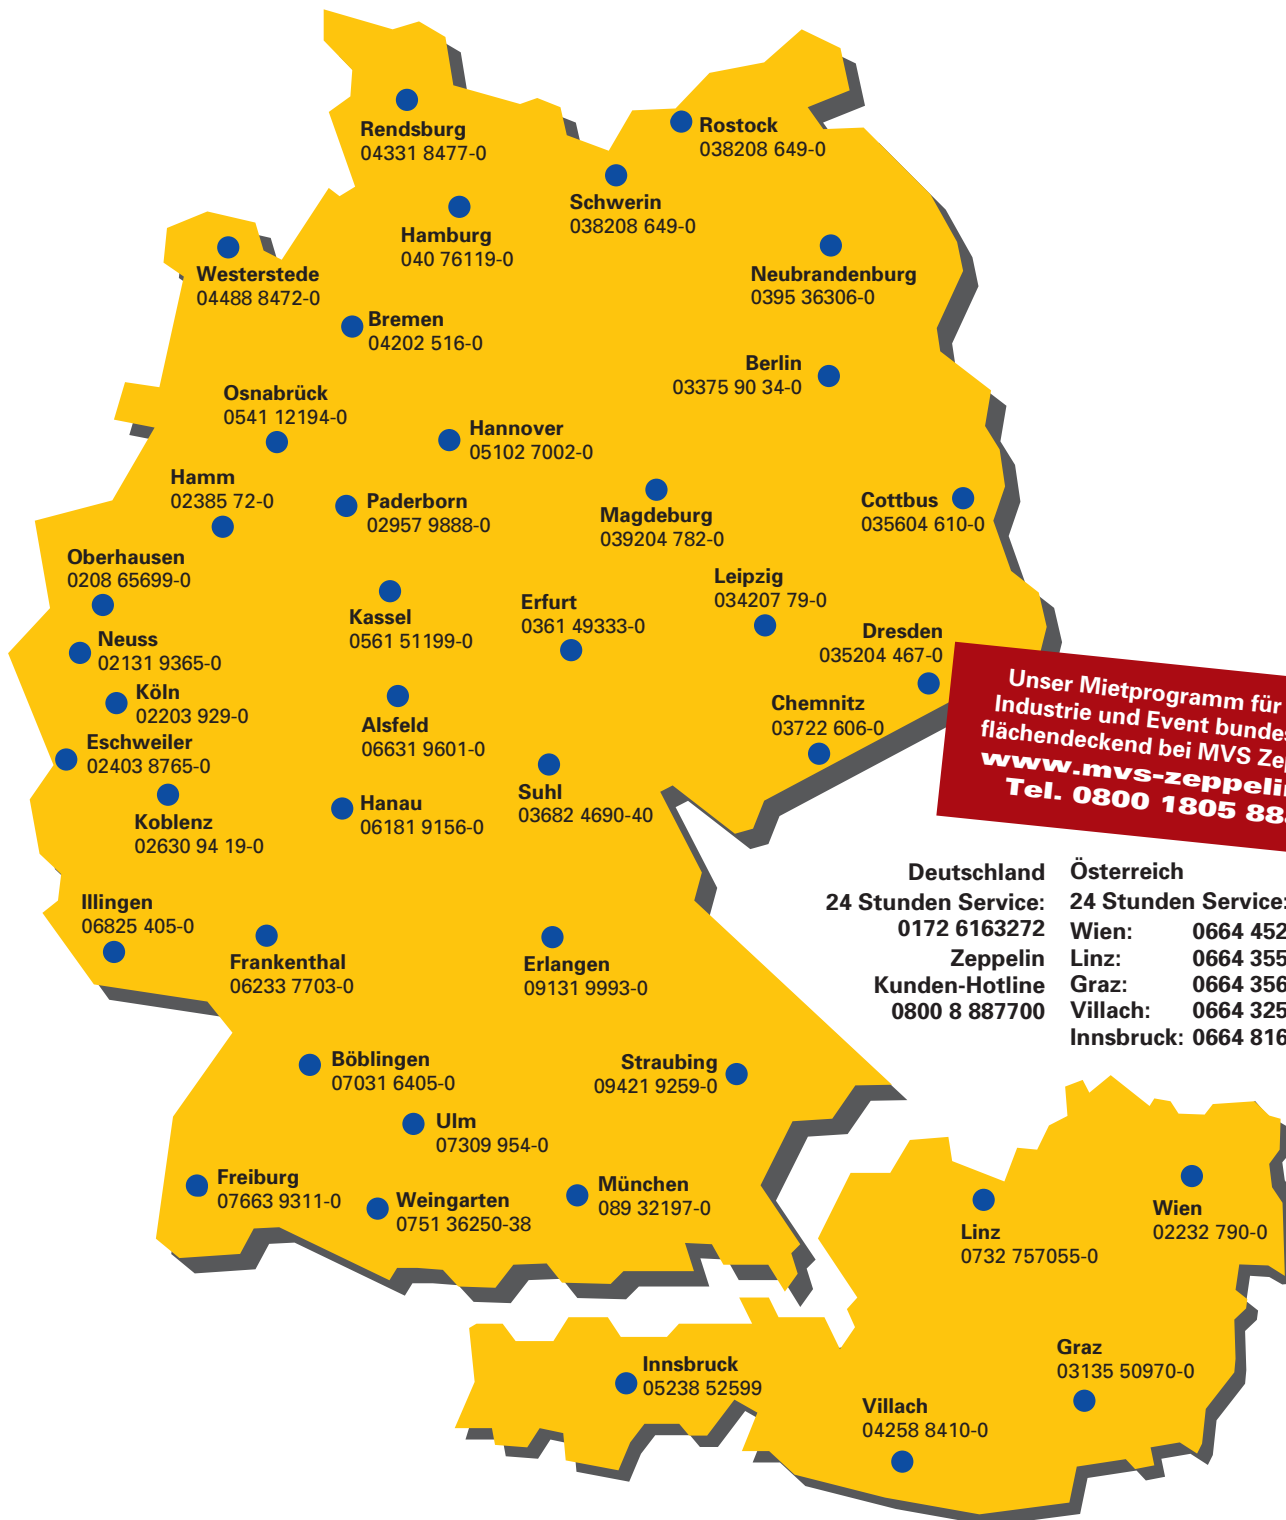 Rendsburg
04331 8477-0
Rostock
038208 649-0
Schwerin
038208 649-0
Hamburg
040 76119-0
Westerstede
04488 8472-0
Neubrandenburg
0395 36306-0
Bremen
04202 516-0
Berlin
03375 90 34-0
Osnabrück
0541 12194-0
Hannover
05102 7002-0
Hamm
02385 72-0
Paderborn
02957 9888-0
Magdeburg
039204 782-0
Cottbus
035604 610-0
Oberhausen
0208 65699-0
Kassel
0561 51199-0
Erfurt
0361 49333-0
Leipzig
034207 79-0
Neuss
02131 9365-0
Dresden
035204 467-0
Köln
02203 929-0
Alsfeld
06631 9601-0
Chemnitz
03722 606-0
Eschweiler
02403 8765-0
Koblenz
02630 94 19-0
Hanau
06181 9156-0
Suhl
03682 4690-40
Unser Mietprogramm für
Industrie und Event
flächendeckend bei MVS
Tel. 0800 1805
Deutschland
24 Stunden Service:
0172 6163272
Zeppelin
Kunden-Hotline
0800 8 887700
Österreich
24 Stunden Service:
Wien: 0664
Linz: 0664
Graz: 0664
Villach: 0664
Innsbruck: 0664
Illingen
06825 405-0
Frankenthal
06233 7703-0
Erlangen
09131 9993-0
Böblingen
07031 6405-0
Straubing
09421 9259-0
Ulm
07309 954-0
Freiburg
07663 9311-0
Weingarten
0751 36250-38
München
089 32197-0
Linz
0732 757055-0
Wien
02232 790-0
Innsbruck
05238 52599
Graz
03135 50970-0
Villach
04258 8410-0